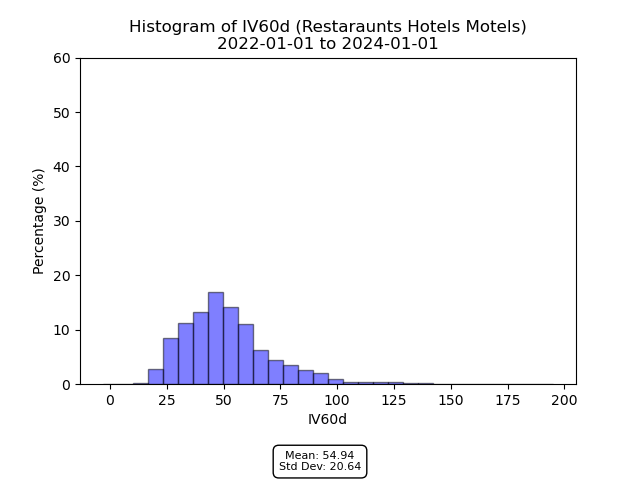 Histogram of IV60d (Restaraunts Hotels Motels)
2022-01-01 to 2024-01-01
60
50
40
30
20
10
0
Percentage (%)
0 25 50 75 100 125 150 175 200
IV60d
Mean: 54.94
Std Dev: 20.64